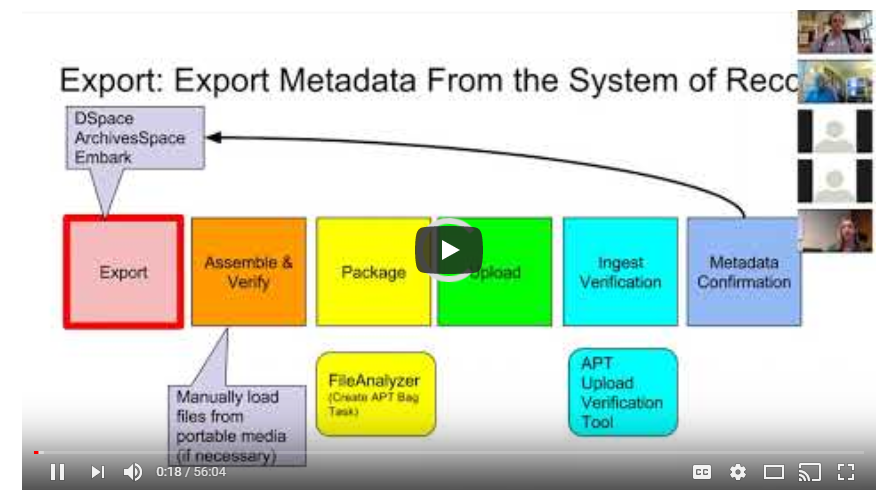 Export: Export Metadata From the System of Reco
DSpace
ArchivesSpace
Embark
Export
Assemble &
Verify
Package
Upload
Ingest
Verification
Metadata
Confirmation
Manually load
files from
portable media
(if necessary)
FileAnalyzer
(Create APT Bag
Task)
APT
Upload
Verification
Tool
0:18 / 56:04
CC